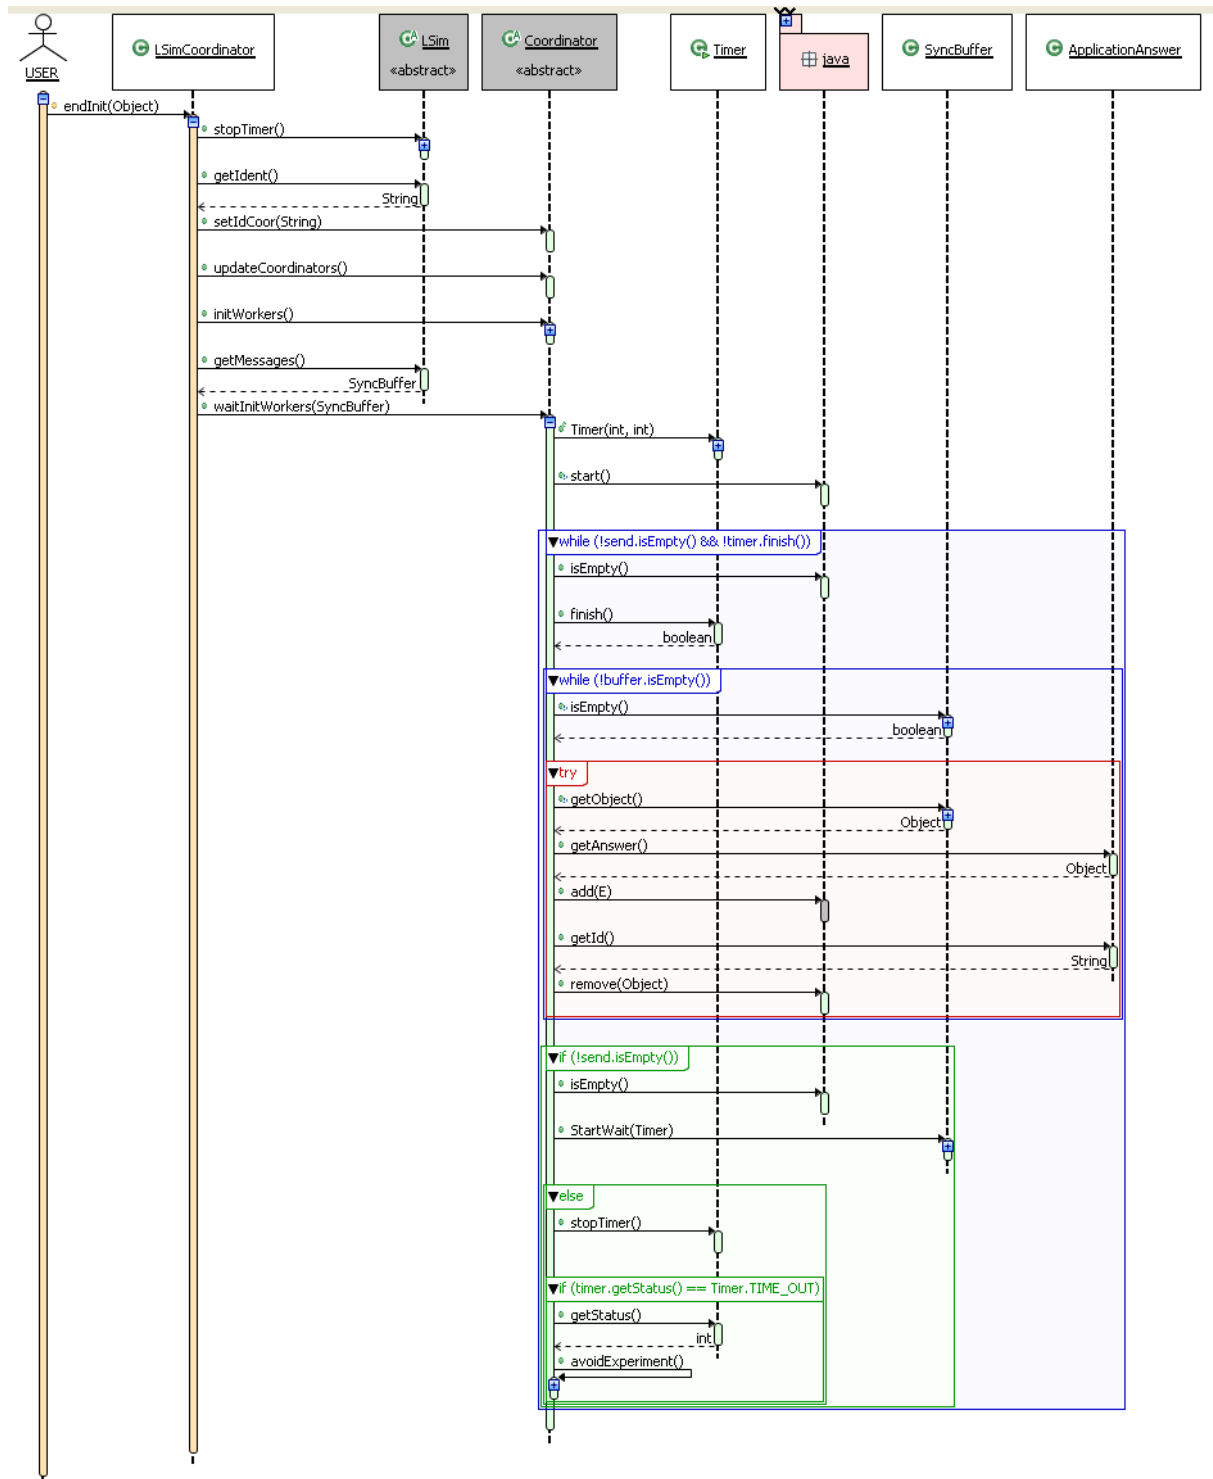 USER
LSimCoordinator
LSim
«abstract»
Coordinator
«abstract»
Timer
java
SyncBuffer
ApplicationAnswer
endInit(Object)
stopTimer()
getIdent()
String
setIdCoor(String)
updateCoordinators()
initWorkers()
getMessages()
SyncBuffer
waitInitWorkers(SyncBuffer)
Timer(int, int)
start()
while (!send.isEmpty() && !timer.finish())
isEmpty()
finish()
boolean
while (!buffer.isEmpty())
isEmpty()
boolean
try
getObject()
Object
getAnswer()
Object
add(E)
getId()
String
remove(Object)
if (!send.isEmpty())
isEmpty()
StartWait(Timer)
else
stopTimer()
if (timer.getStatus() == Timer.TIME_OUT)
getStatus()
int
avoidExperiment()